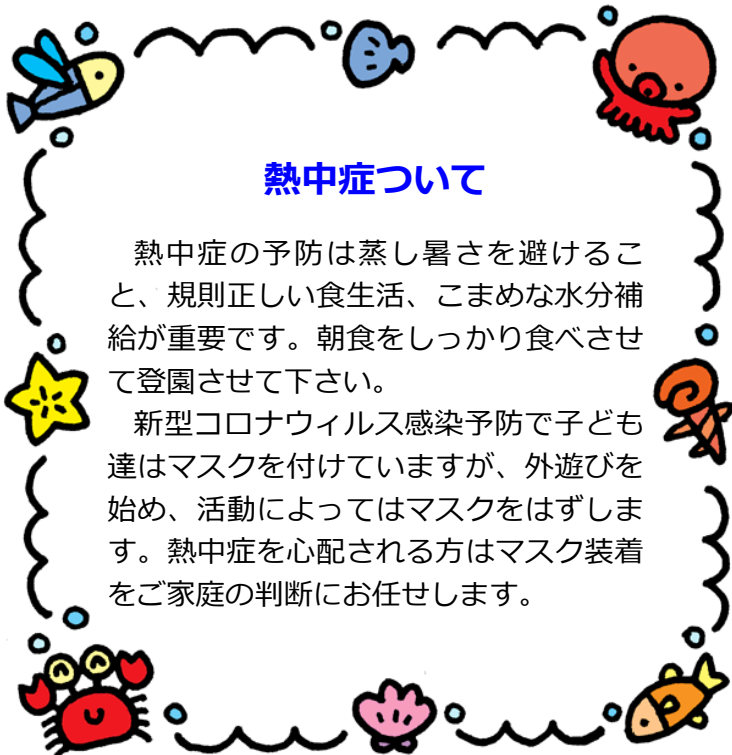 熱中症ついて
熱中症の予防は蒸し暑さを避けるこ
と、規則正しい食生活、こまめな水分補
給が重要です。朝食をしっかり食べさせ
て登園させて下さい。
新型コロナウィルス感染予防で子ども
達はマスクを付けていますが、外遊びを
始め、活動によってはマスクをはずしま
す。熱中症を心配される方はマスク装着
をご家庭の判断にお任せします。